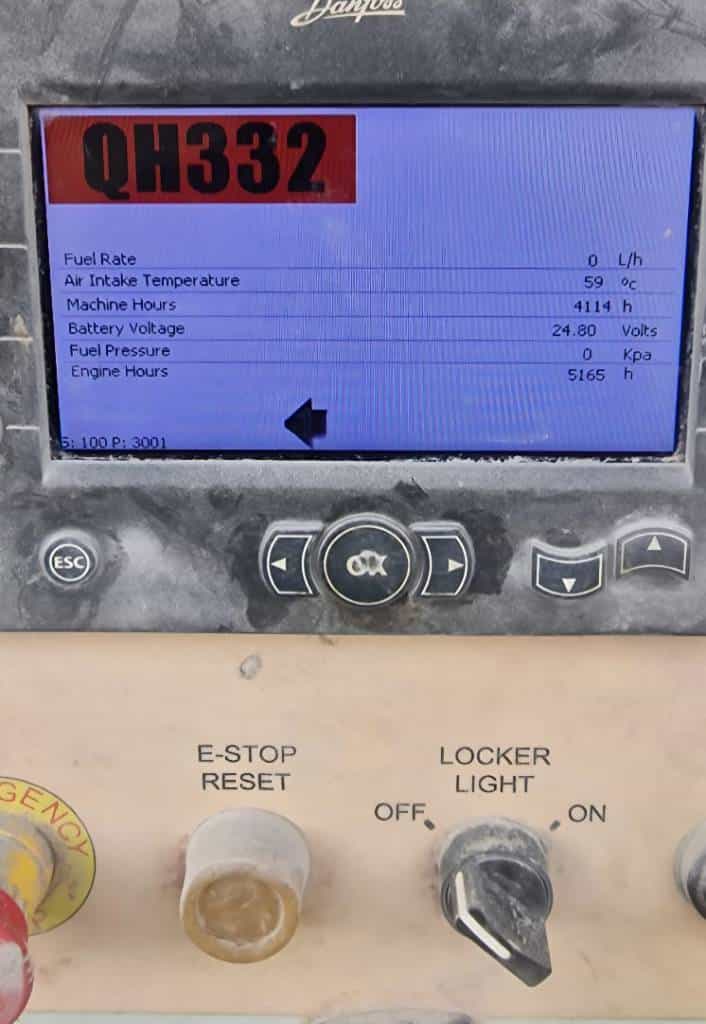 Danfoss
QH332
Fuel Rate 0 L/h
Air Intake Temperature 59 °c
Machine Hours 4114 h
Battery Voltage 24.80 Volts
Fuel Pressure 0 Kpa
Engine Hours 5165 h
S: 100 P: 3001
ESC
OK
E-STOP
RESET
LOCKER
LIGHT
OFF
ON
GENCY